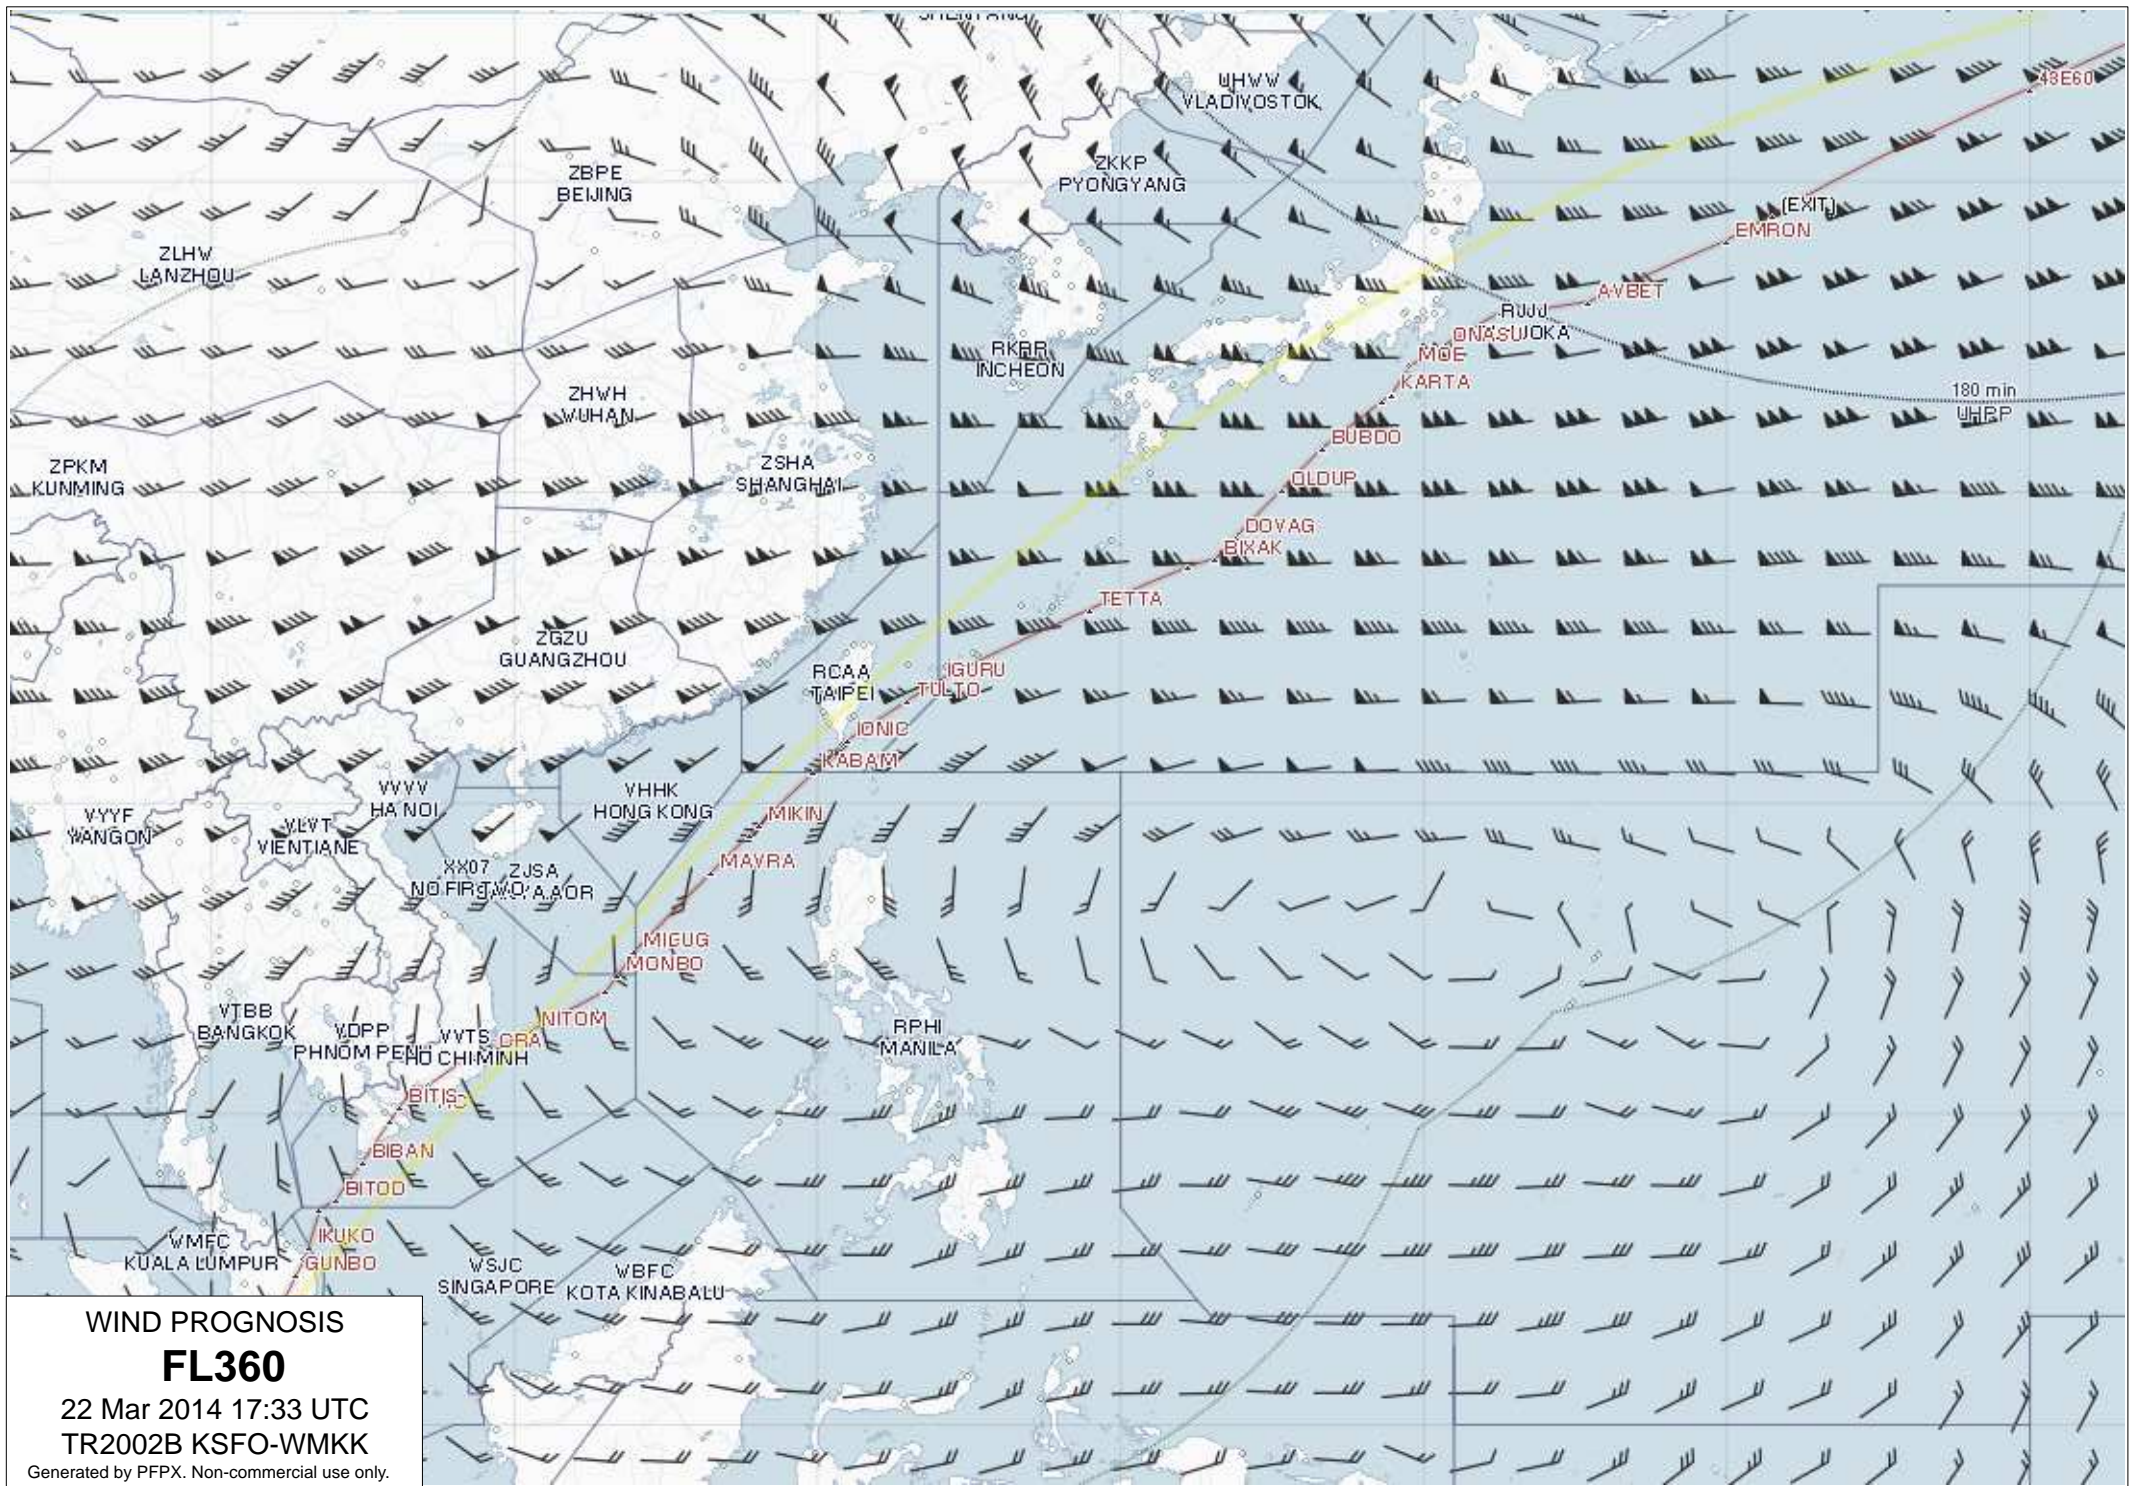 SHENYANG
UHWW
VLADIVOSTOK
43E60
ZBPE
BEIJING
ZKKP
PYONGYANG
(EXIT)
EMRON
ZLHW
LANZHOU
AVBET
RJJJ
ONASU
MOE
RKRR
INCHEON
KARTA
ZHWH
WUHAN
180 min
UHPP
BUBDO
ZPKM
KUNMING
ZSHA
SHANGHAI
OLDUP
DOVAG
BIXAK
TETTA
ZGZU
GUANGZHOU
RCAA
TAIPEI
IGURU
TULTO
IONIC
KABAM
VVVV
HA NOI
VHHK
HONG KONG
VYYF
YANGON
VLVT
VIENTIANE
MIKIN
MAVRA
XX07
ZJSA
MIGUG
MONBO
VTBB
BANGKOK
VDPP
PHNOM PEN
VVTS
HO CHI MINH
NITOM
RPHI
MANILA
BITIS
BIBAN
BITOD
WMFC
KUALA LUMPUR
IKUKO
GUNBO
WSJC
SINGAPORE
WBFC
KOTA KINABALU
WIND PROGNOSIS
FL360
22 Mar 2014 17:33 UTC
TR2002B KSFO-WMKK
Generated by PFPX. Non-commercial use only.